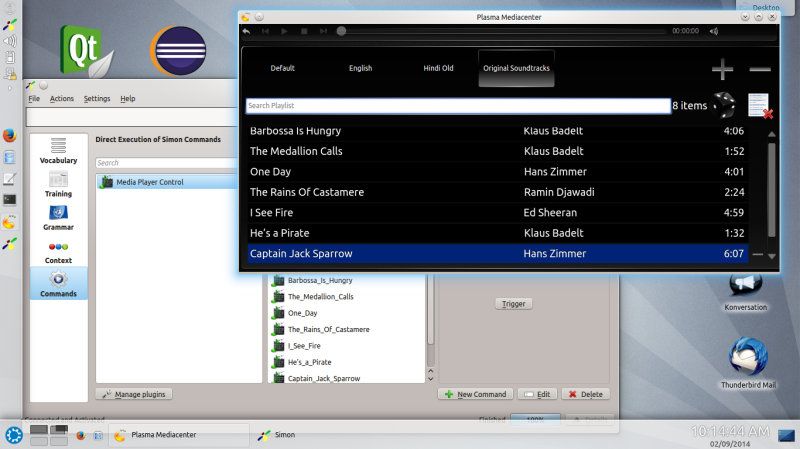 Desktop
Qt
Plasma Mediacenter
00:00:00
Default
English
Hindi Old
Original Soundtracks
Search Playlist
8 items
Barbossa Is Hungry Klaus Badelt 4:06
The Medallion Calls Klaus Badelt 1:52
One Day Hans Zimmer 4:01
The Rains Of Castamere Ramin Djawadi 2:24
I See Fire Ed Sheeran 4:59
He's a Pirate Klaus Badelt 1:32
Captain Jack Sparrow Hans Zimmer 6:07
File Actions Settings Help
Vocabulary
Training
Grammar
Context
Commands
Direct Execution of Simon Commands
Search
Media Player Control
Barbossa_Is_Hungry
The_Medallion_Calls
One_Day
The_Rains_Of_Castamere
I_See_Fire
He's_a_Pirate
Captain_Jack_Sparrow
Trigger
Manage plugins
New Command
Edit
Delete
Connected and Activated
Finished
100%
Konversation
Thunderbird Mail
Plasma Mediacenter
Simon
10:14:44 AM
02/09/2014